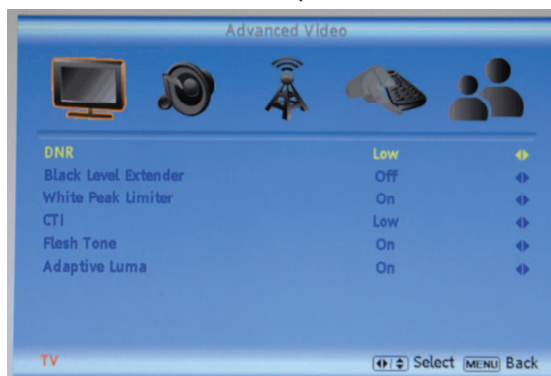 Advanced Video
DNR Low
Black Level Extender Off
White Peak Limiter On
CTI Low
Flesh Tone On
Adaptive Luma On
TV Select MENU Back